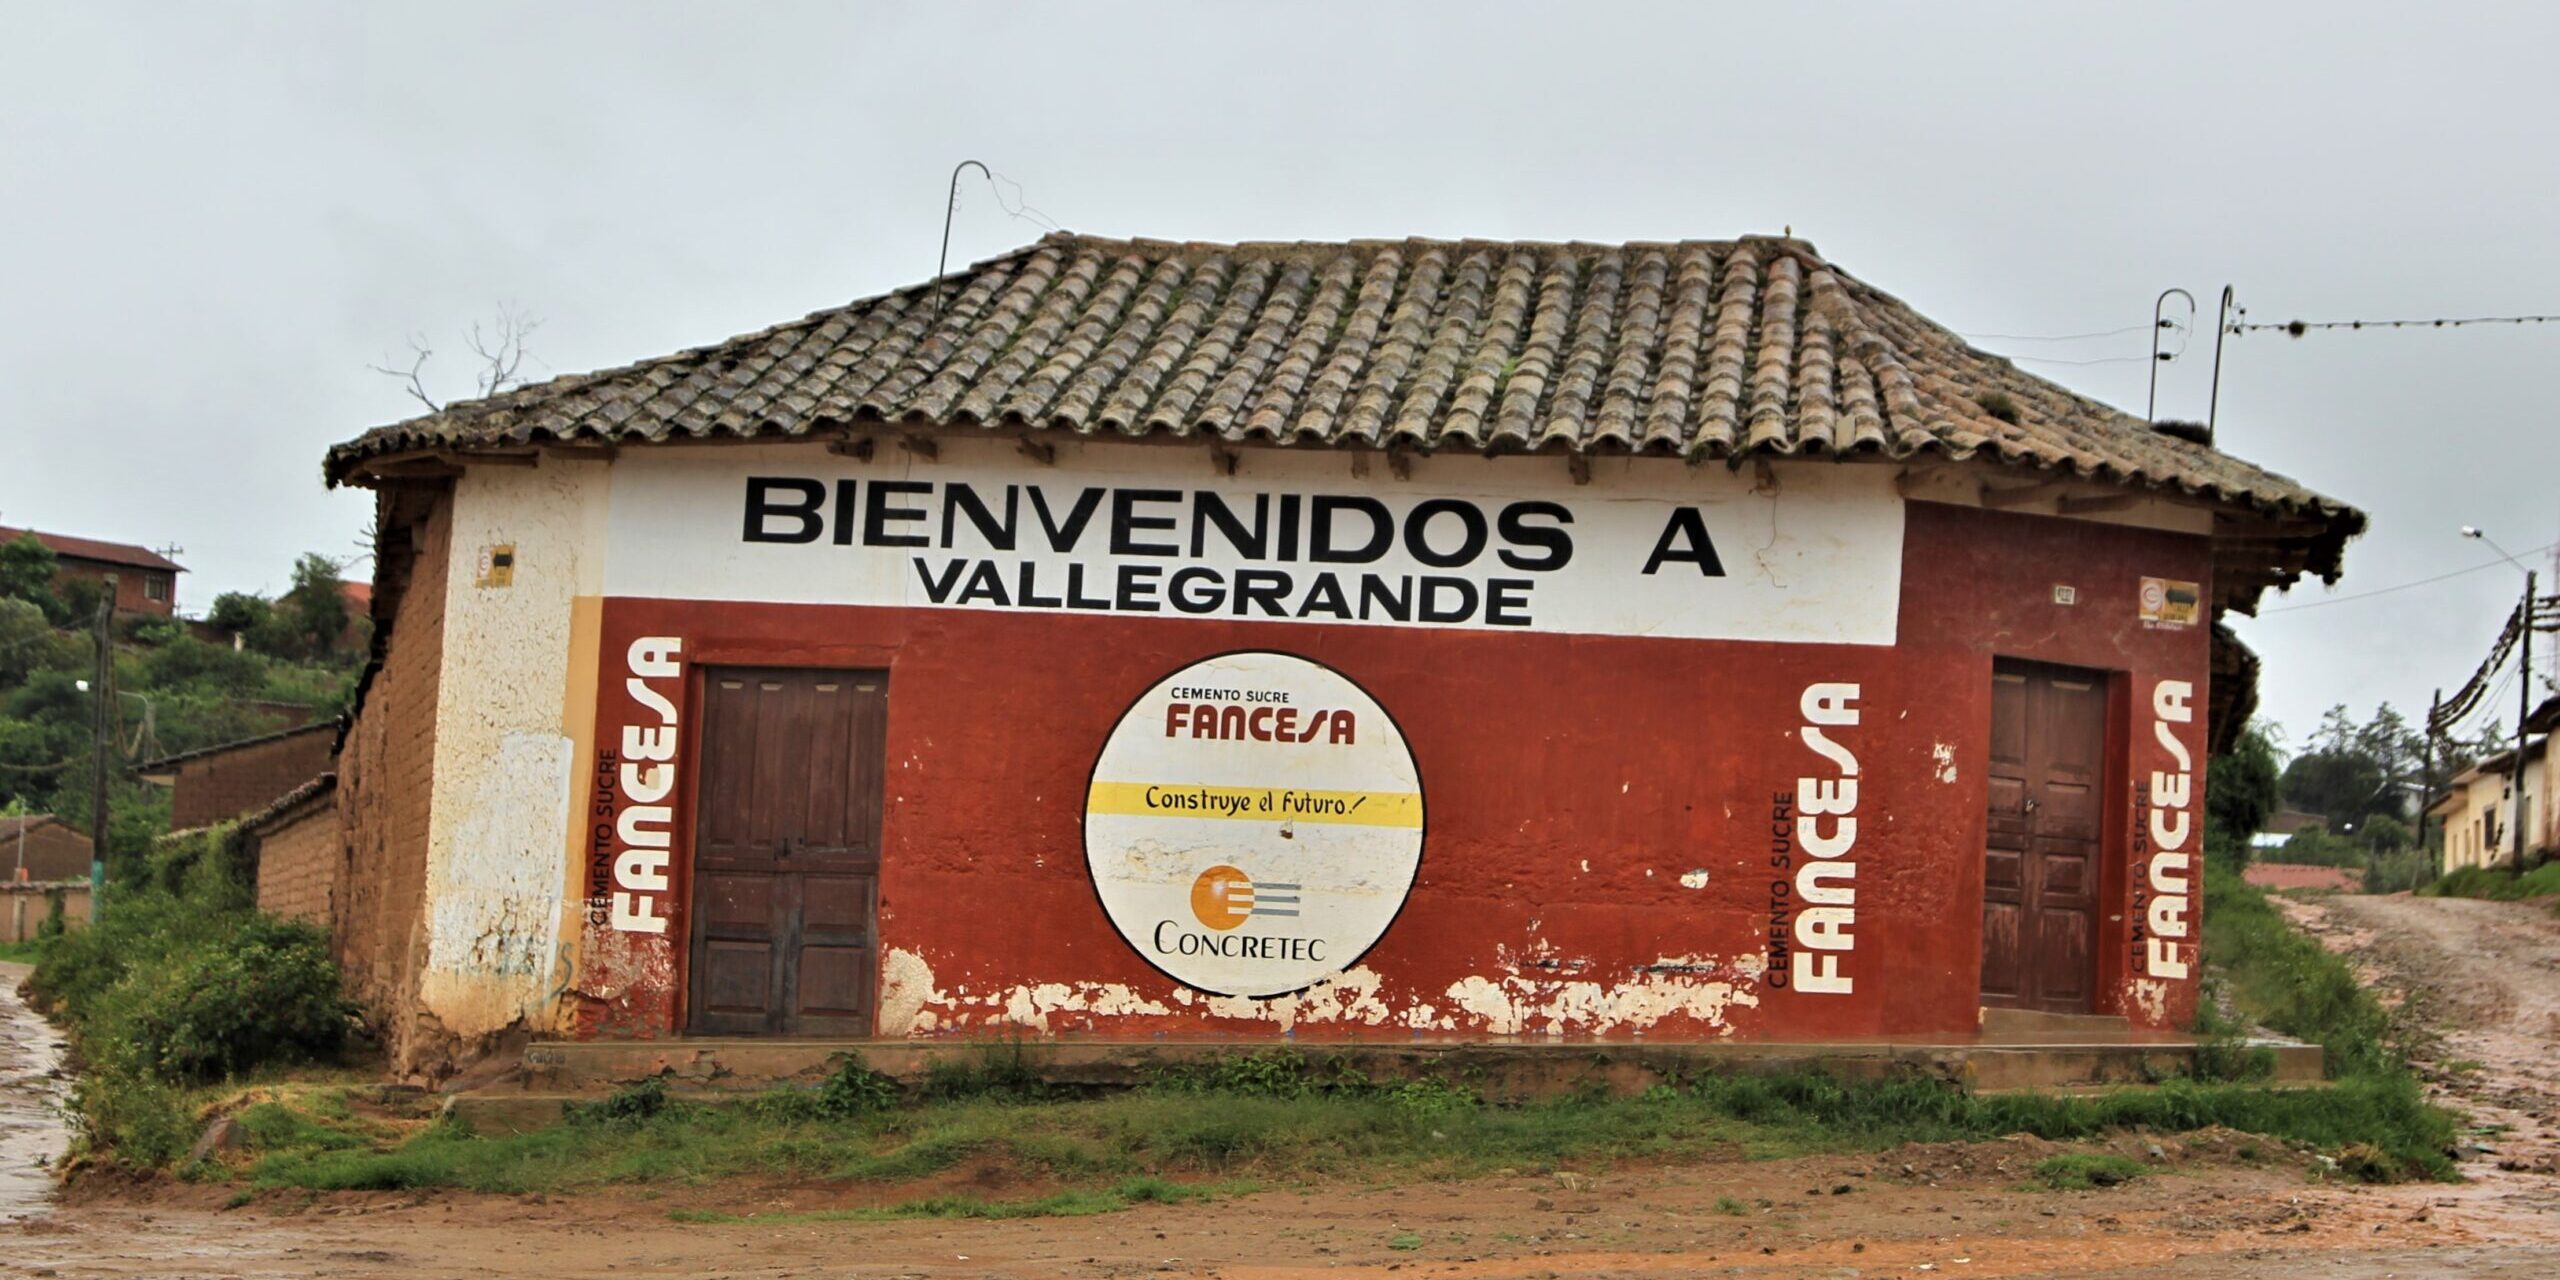 BIENVENIDOS A
VALLEGRANDE
CEMENTO SUCRE
FANCESA
CEMENTO SUCRE
FANCESA
Construye el Futuro!
CONCRETEC
CEMENTO SUCRE
FANCESA
CEMENTO SUCRE
FANCESA